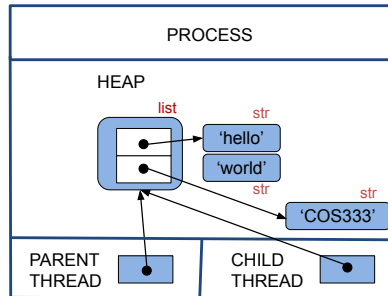 PROCESS
HEAP
list
str
‘hello’
‘world’
str
str
‘COS333’
PARENT
THREAD
CHILD
THREAD